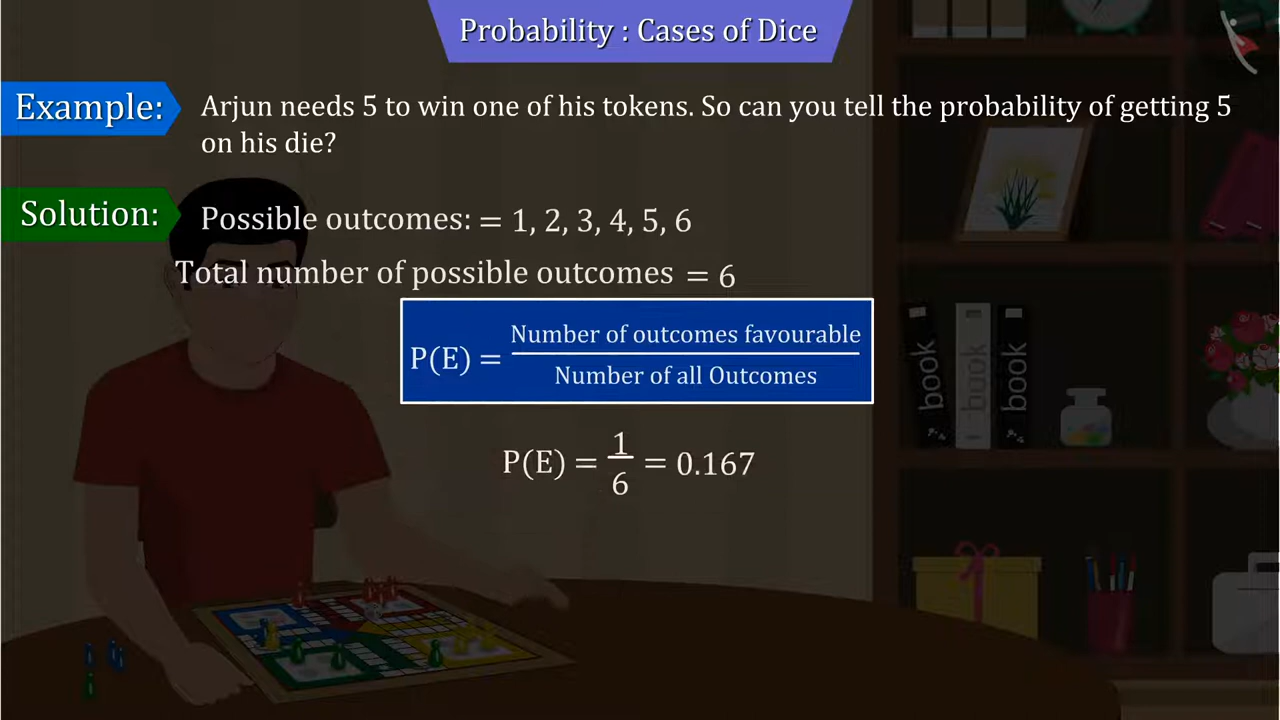 Probability : Cases of Dice
Example:
Arjun needs 5 to win one of his tokens. So can you tell the probability of getting 5
on his die?
Solution:
Possible outcomes: = 1, 2, 3, 4, 5, 6
Total number of possible outcomes = 6
P(E) = Number of outcomes favourable
Number of all Outcomes
P(E) = 1/6 = 0.167
book
book
book